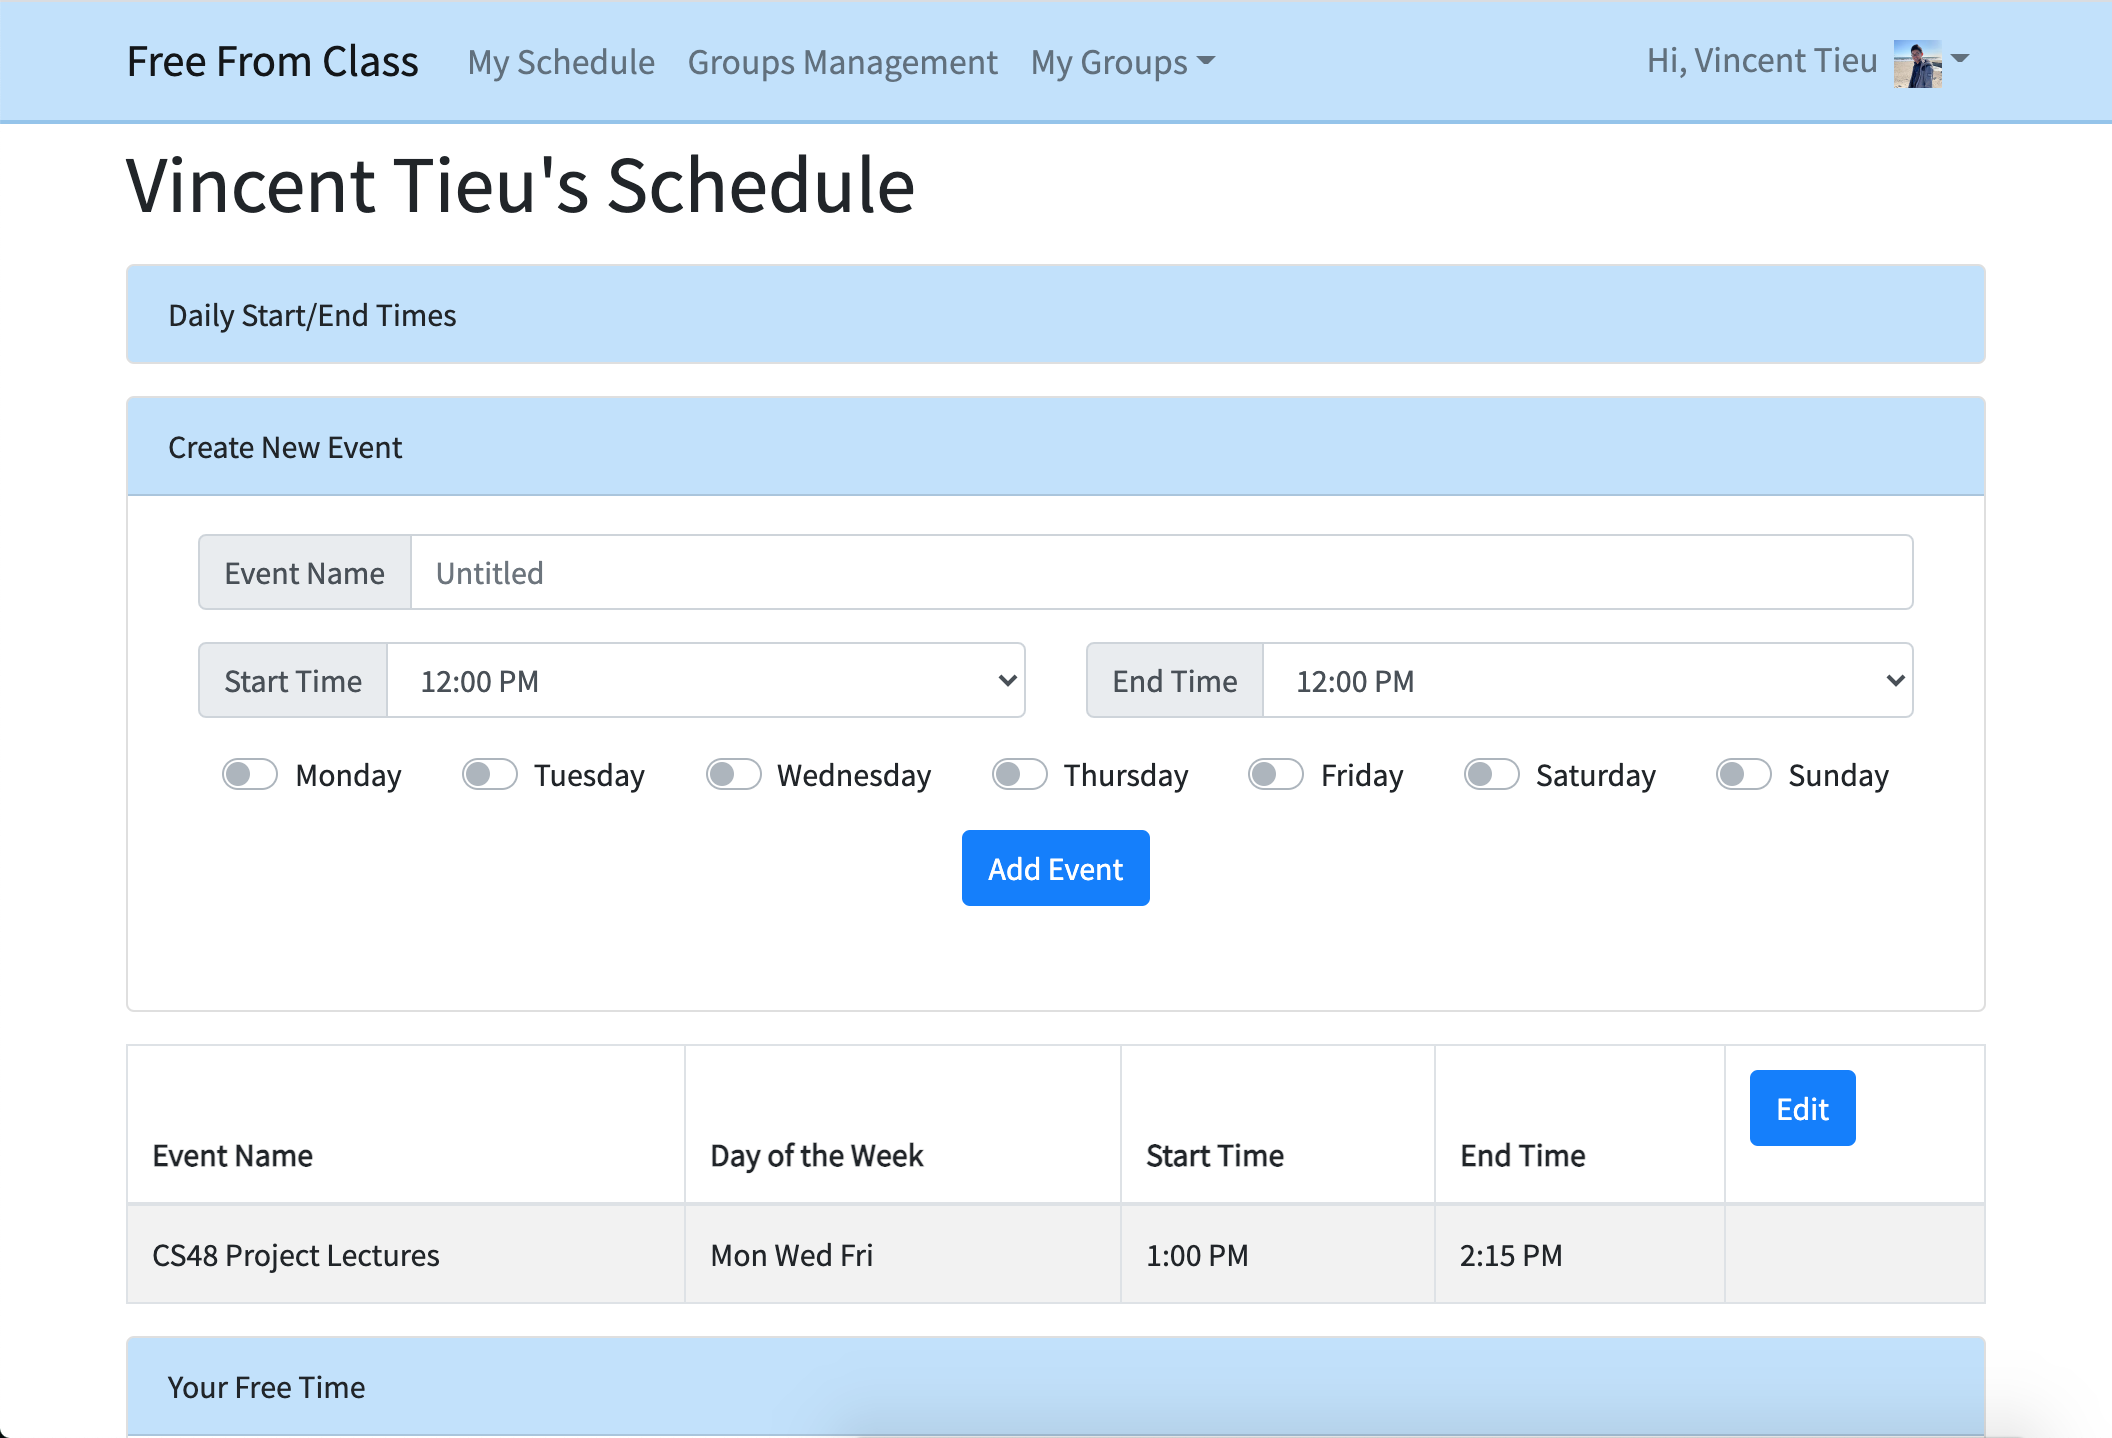 Free From Class My Schedule Groups Management My Groups Hi, Vincent Tieu
Vincent Tieu's Schedule
Daily Start/End Times
Create New Event
Event Name Untitled
Start Time 12:00 PM End Time 12:00 PM
Monday Tuesday Wednesday Thursday Friday Saturday Sunday
Add Event
Edit
Event Name Day of the Week Start Time End Time
CS48 Project Lectures Mon Wed Fri 1:00 PM 2:15 PM
Your Free Time